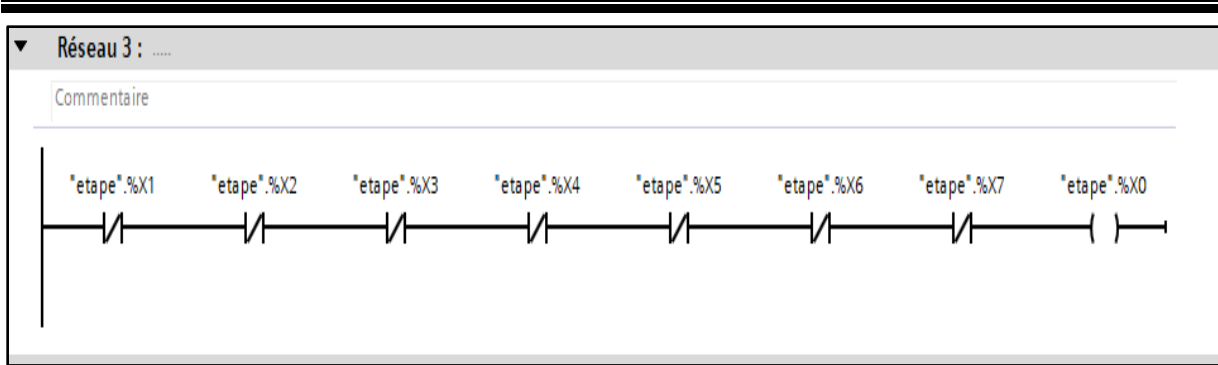 Réseau 3 : .....
Commentaire
"etape".%X1 "etape".%X2 "etape".%X3 "etape".%X4 "etape".%X5 "etape".%X6 "etape".%X7 "etape".%X0